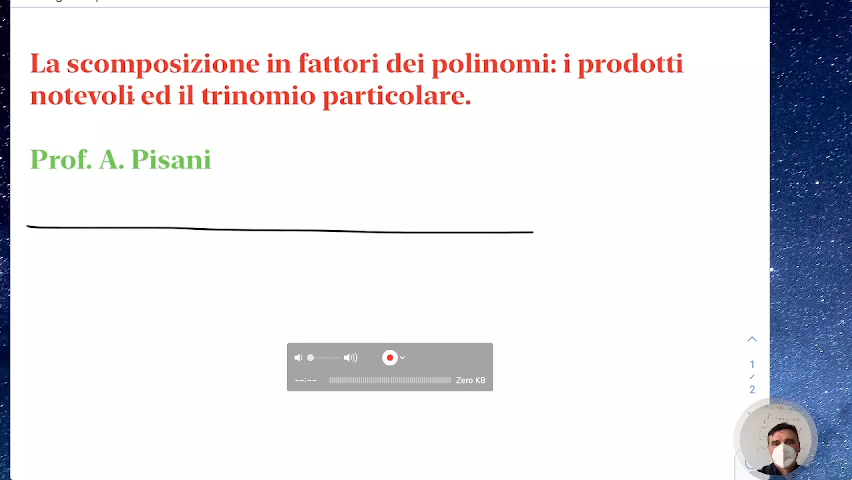 La scomposizione in fattori dei polinomi: i prodotti
notevoli ed il trinomio particolare.
Prof. A. Pisani
--:--
Zero KB
1
/
2